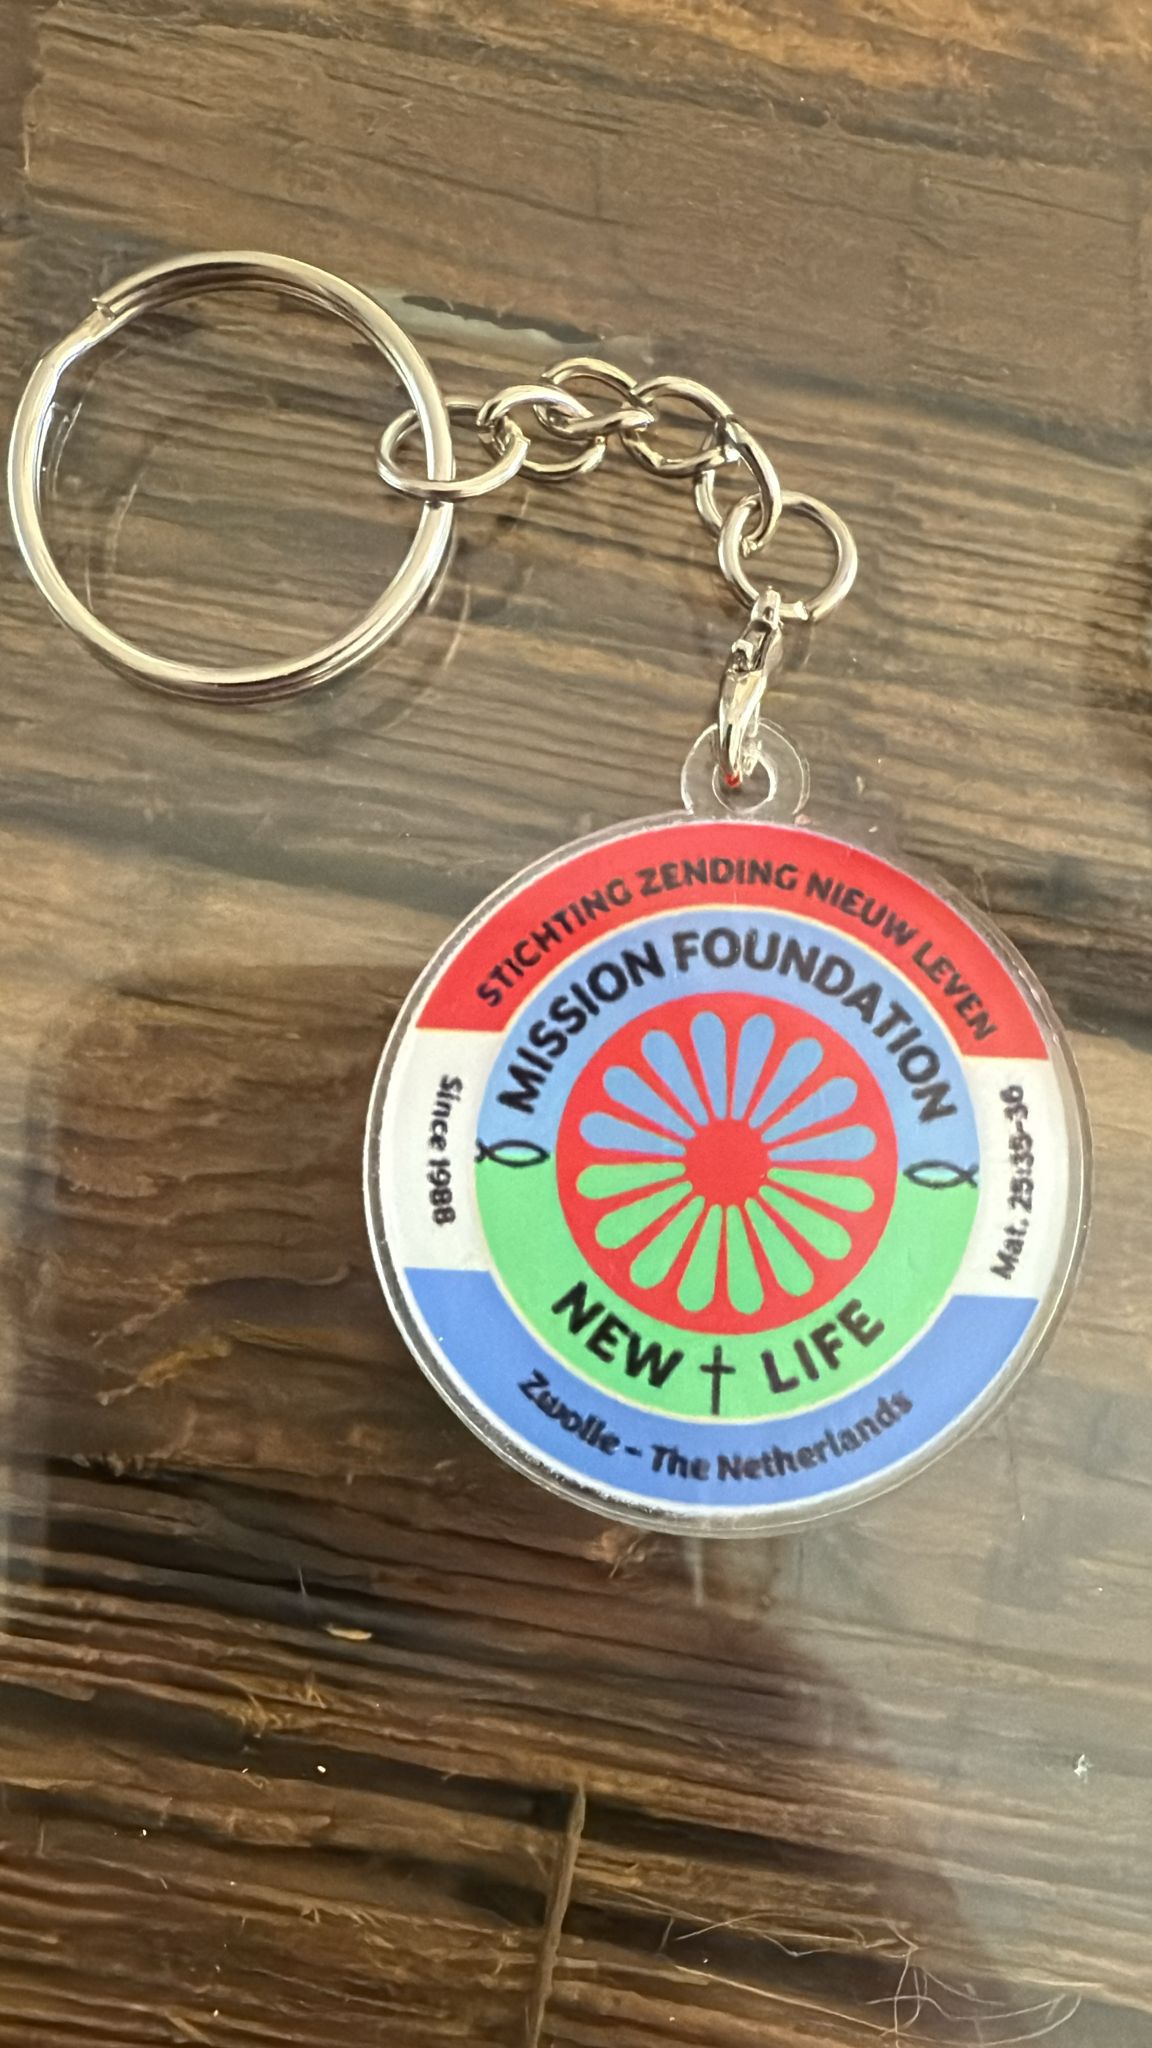 STICHTING ZENDING NIEUW LEVEN
MISSION FOUNDATION
Since 1988
Mat. 25:35-36
NEW LIFE
Zwolle - The Netherlands